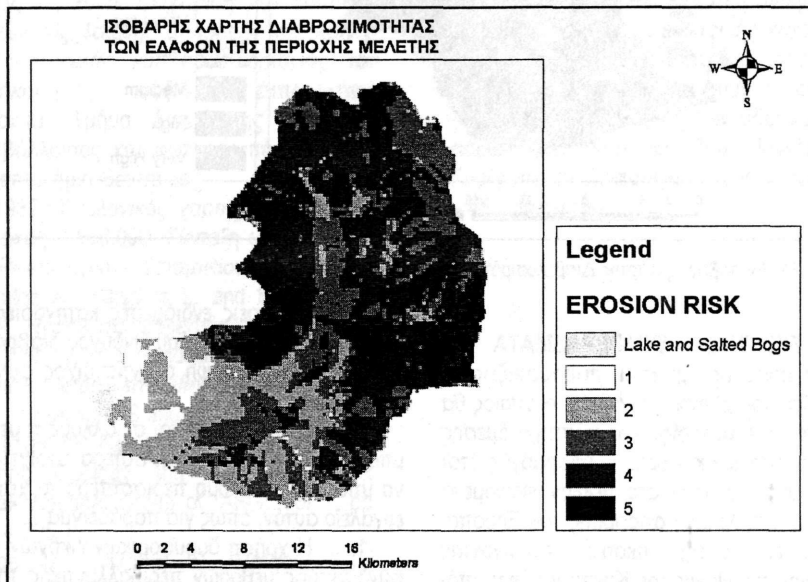 ΙΣΟΒΑΡΗΣ ΧΑΡΤΗΣ ΔΙΑΒΡΩΣΙΜΟΤΗΤΑΣ
ΤΩΝ ΕΔΑΦΩΝ ΤΗΣ ΠΕΡΙΟΧΗΣ ΜΕΛΕΤΗΣ
N
W E
S
Legend
EROSION RISK
Lake and Salted Bogs
1
2
3
4
5
0 2 4 8 12 16
Kilometers